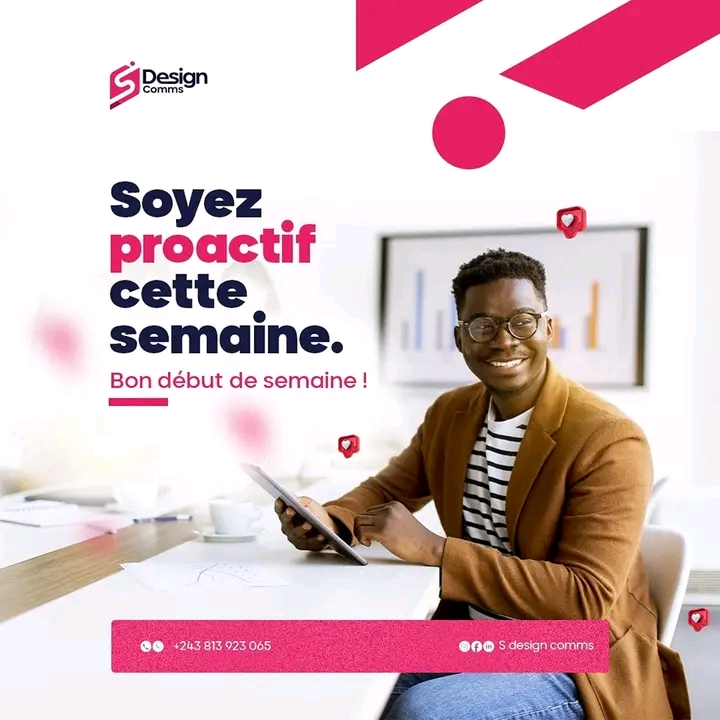 Design
Comms
Soyez
proactif
cette
semaine.
Bon début de semaine !
+243 813 923 065
S design comms